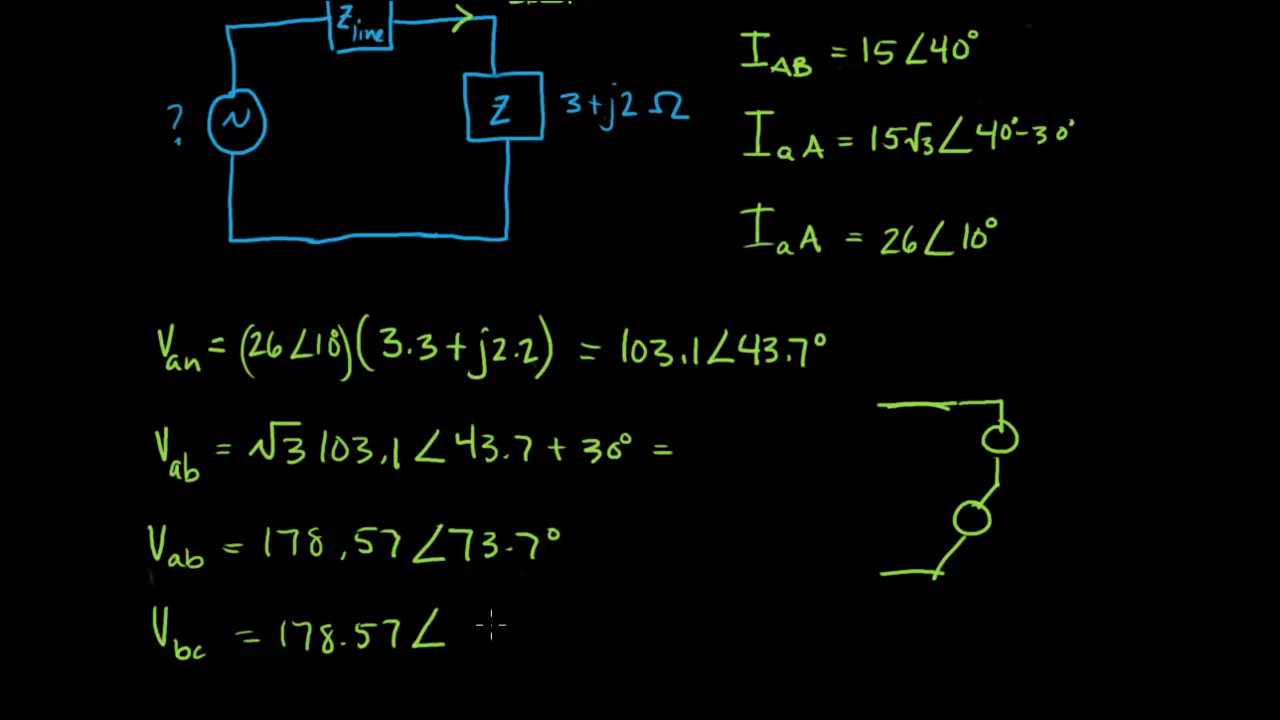 Z line
?
Z 3+j2 Ω
I_AB = 15∠40°
I_aA = 15√3∠40°-30°
I_aA = 26∠10°
V_an = (26∠10°)(3.3+j2.2) = 103.1∠43.7°
V_ab = √3 103.1∠43.7+30° =
V_ab = 178.57∠73.7°
V_bc = 178.57∠